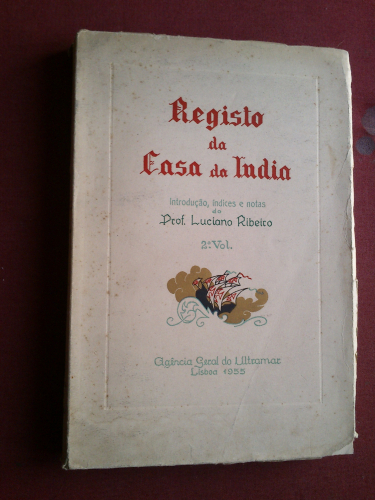 Registo
da
Casa da India
Introdução, índices e notas
de
Prof. Luciano Ribeiro
2.º Vol.
Agência Geral do Ultramar
Lisboa 1955